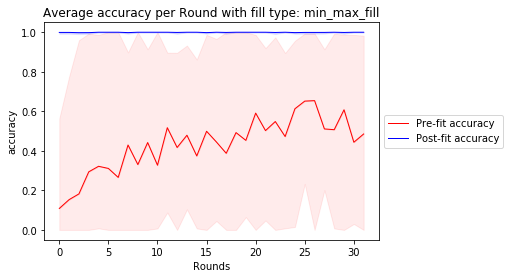 Average accuracy per Round with fill type: min_max_fill
1.0
0.8
0.6
0.4
0.2
0.0
accuracy
0
5
10
15
20
25
30
Rounds
Pre-fit accuracy
Post-fit accuracy